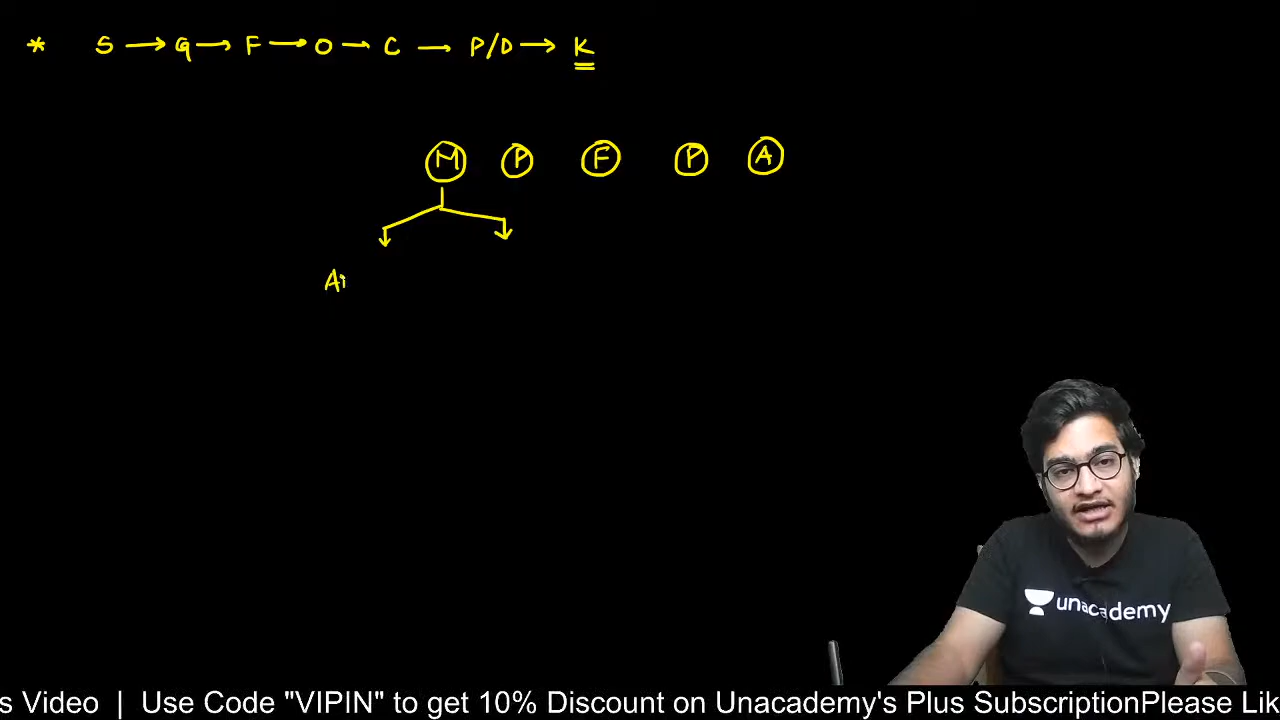 * S → G → F → O → C → P/D → K
M P F P A
Ai
unacademy
s Video | Use Code "VIPIN" to get 10% Discount on Unacademy's Plus SubscriptionPlease Lik